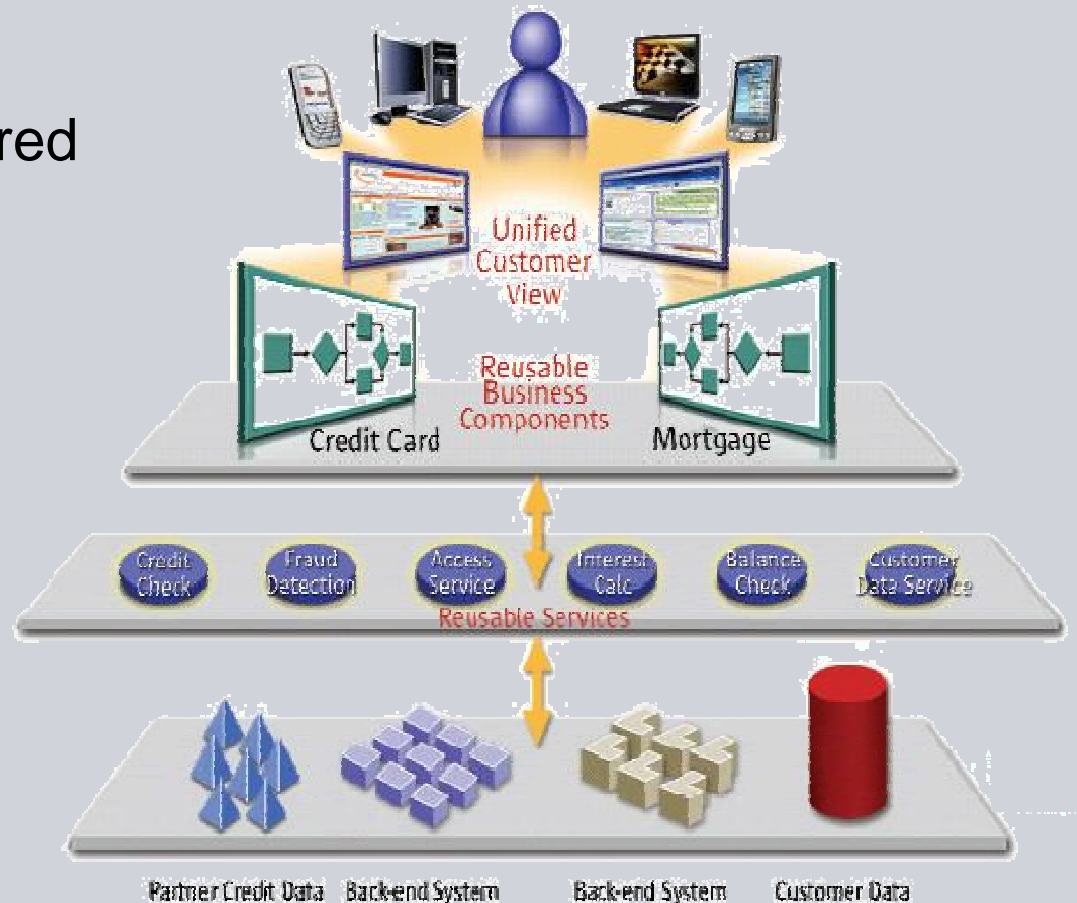 red
Unified
Customer
View
Reusable
Business
Components
Credit Card
Mortgage
Credit
Check
Fraud
Detection
Access
Service
Interest
Calc
Balance
Check
Customer
Data Service
Reusable Services
Partner Credit Data
Back-end System
Back-end System
Customer Data